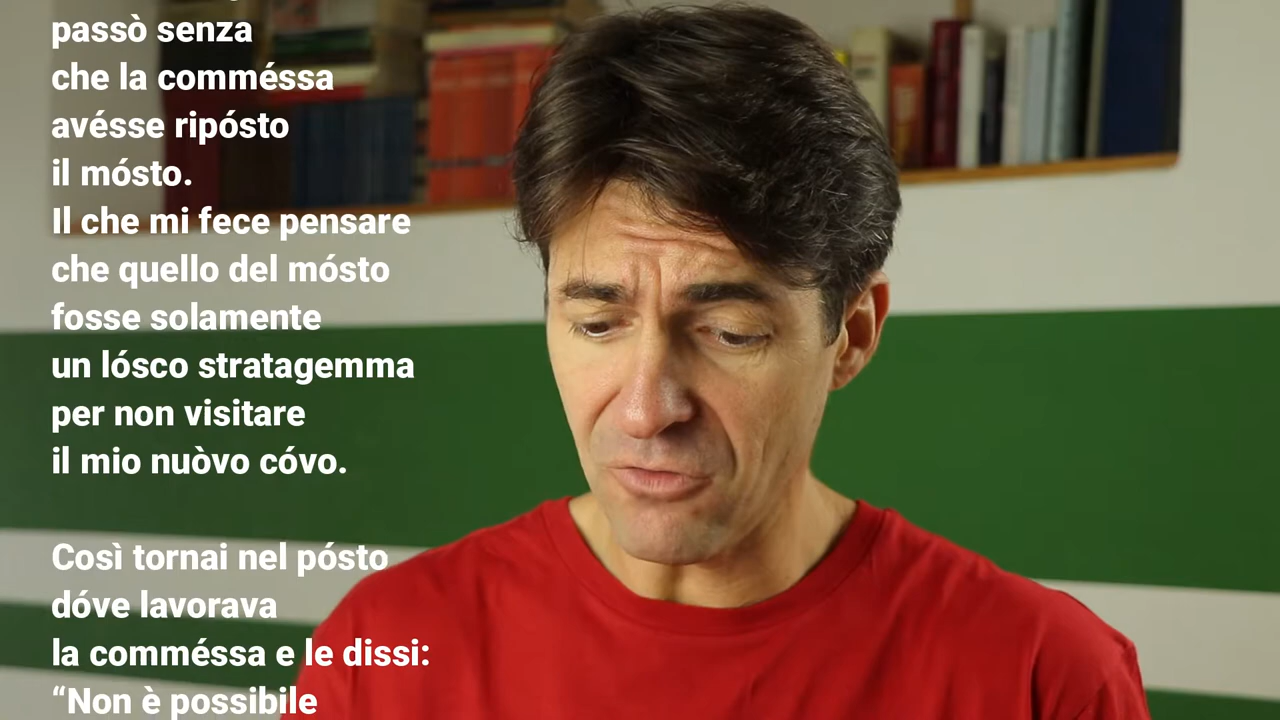 passò senza
che la comméssa
avésse ripósto
il mósto.
Il che mi fece pensare
che quello del mósto
fosse solamente
un lósco stratagemma
per non visitare
il mio nuòvo cóvo.
Così tornai nel pósto
dóve lavorava
la comméssa e le dissi:
“Non è possibile